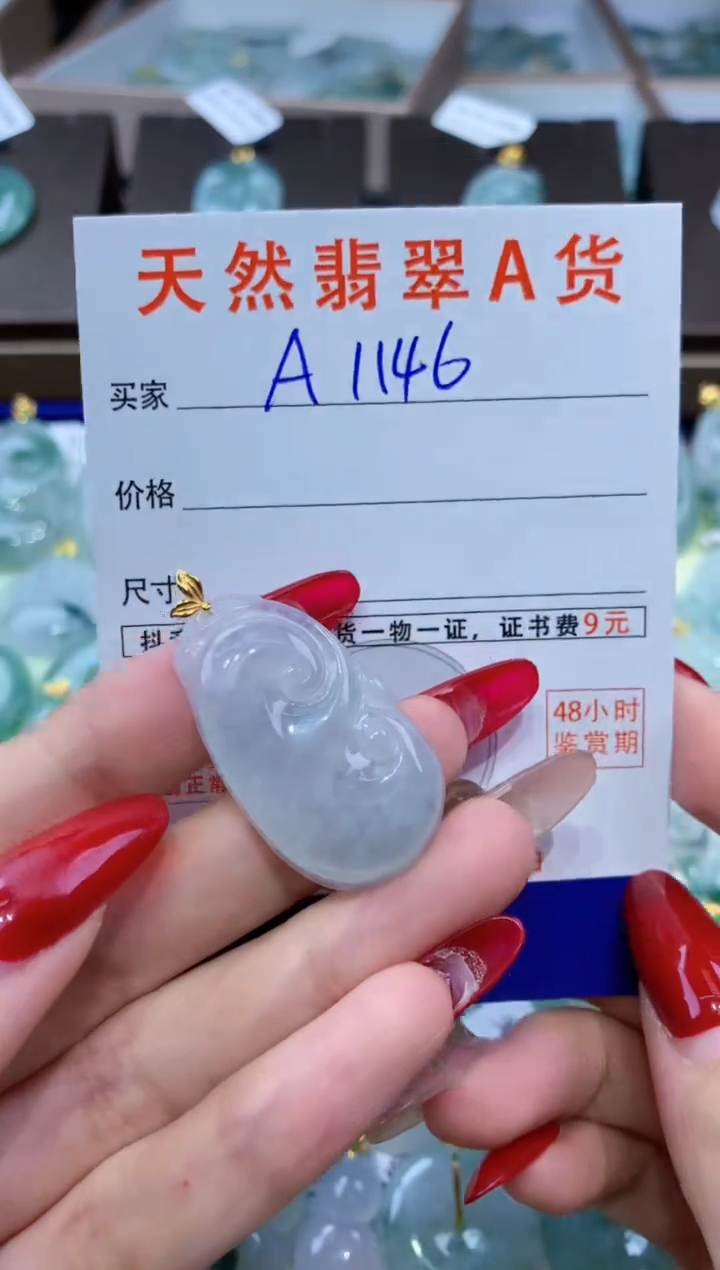 天然翡翠A货
买家 A1146
价格
尺寸
货一物一证，证书费9元
48小时
鉴赏期